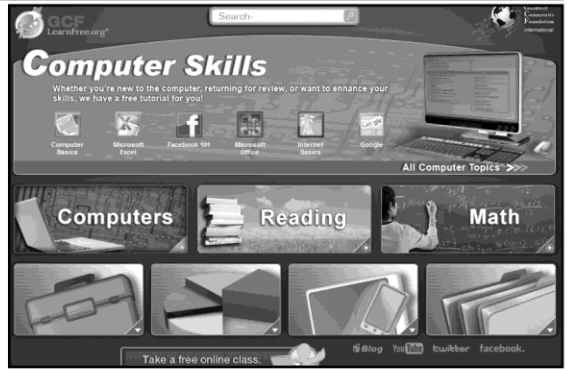 GCF
LearnFree.org®
Search-
Goodwill
Community
Foundation
International
Computer Skills
Whether you're new to the computer, returning for review, or want to enhance your
skills, we have a free tutorial for you!
Computer
Basics
Microsoft
Excel
Facebook 101
Microsoft
Office
Internet
Basics
Google
All Computer Topics
Computers
Reading
Math
Take a free online class.
Blog
YouTube
twitter
facebook.